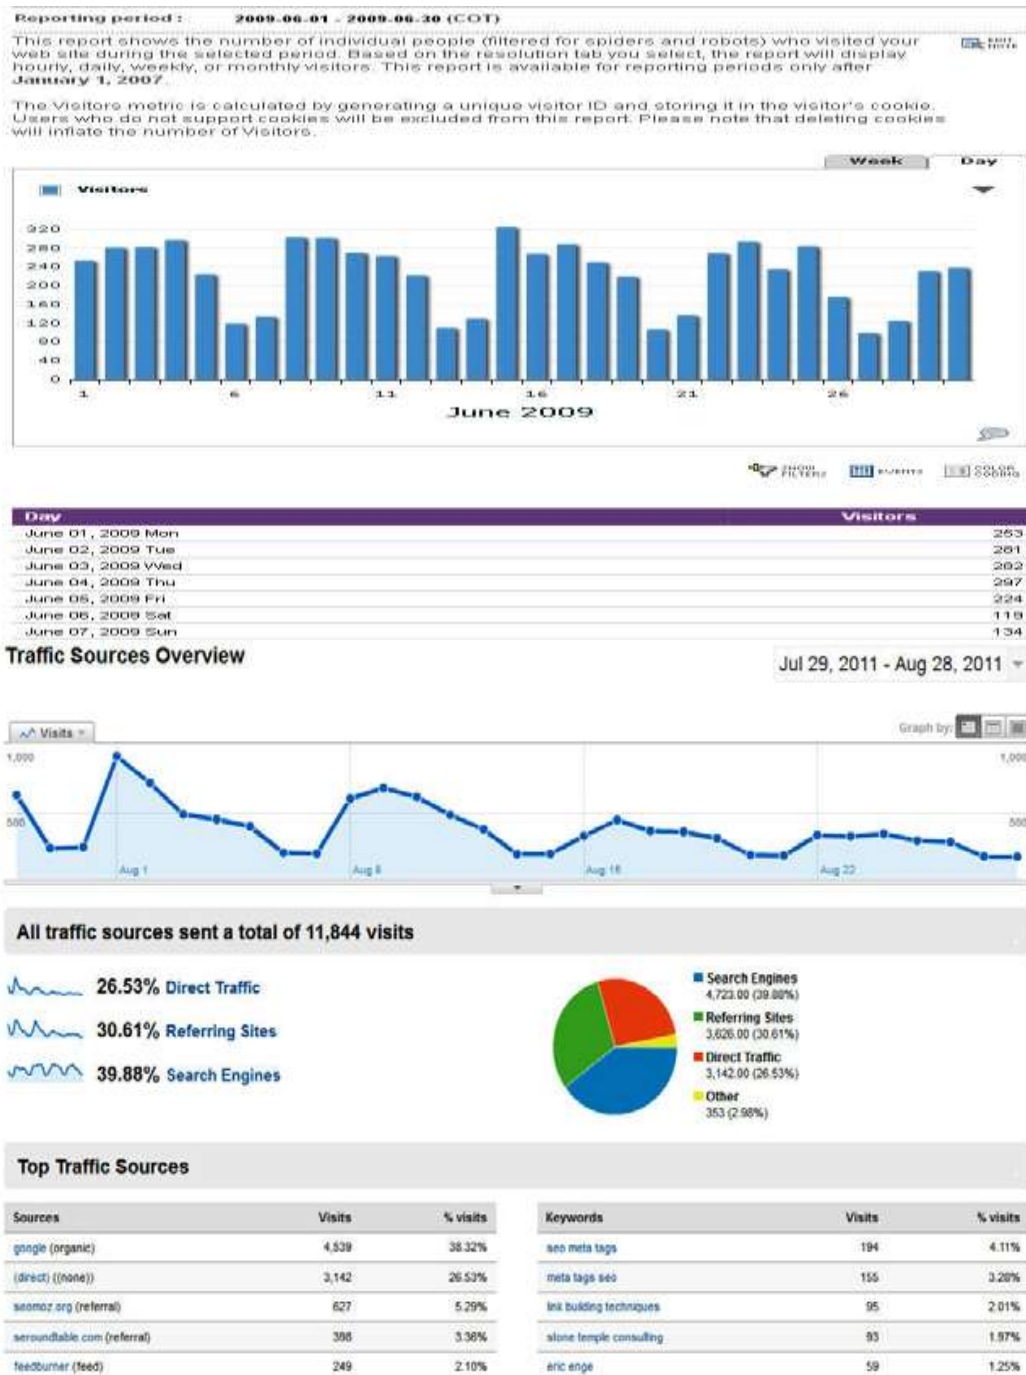 Reporting period : 2009-06-01 - 2009-06-30 (COT)
This report shows the number of individual people (filtered for spiders and robots) who visited your
web site during the selected period. Based on the resolution tab you select, the report will display
hourly, daily, weekly, or monthly visitors. This report is available for reporting periods only after
January 1, 2007.
EDIT
NOTE
The Visitors metric is calculated by generating a unique visitor ID and storing it in the visitor's cookie.
Users who do not support cookies will be excluded from this report. Please note that deleting cookies
will inflate the number of Visitors.
Week Day
Visitors
320
280
240
200
160
120
80
40
0
1 6 11 16 21 26
June 2009
SHOW
FILTERS
EVENTS
COLOR
CODING
Day Visitors
June 01, 2009 Mon 253
June 02, 2009 Tue 281
June 03, 2009 Wed 282
June 04, 2009 Thu 297
June 05, 2009 Fri 224
June 06, 2009 Sat 119
June 07, 2009 Sun 134
Traffic Sources Overview
Jul 29, 2011 - Aug 28, 2011
Visits
Graph by:
1,000 1,000
500 500
Aug 1 Aug 8 Aug 15 Aug 22
All traffic sources sent a total of 11,844 visits
26.53% Direct Traffic
30.61% Referring Sites
39.88% Search Engines
Search Engines
4,723.00 (39.88%)
Referring Sites
3,626.00 (30.61%)
Direct Traffic
3,142.00 (26.53%)
Other
353 (2.98%)
Top Traffic Sources
Sources Visits % visits
google (organic) 4,539 38.32%
(direct) ((none)) 3,142 26.53%
seomoz.org (referral) 627 5.29%
seroundtable.com (referral) 398 3.36%
feedburner (feed) 249 2.10%
Keywords Visits % visits
seo meta tags 194 4.11%
meta tags seo 155 3.28%
link building techniques 95 2.01%
stone temple consulting 93 1.97%
eric enge 59 1.25%